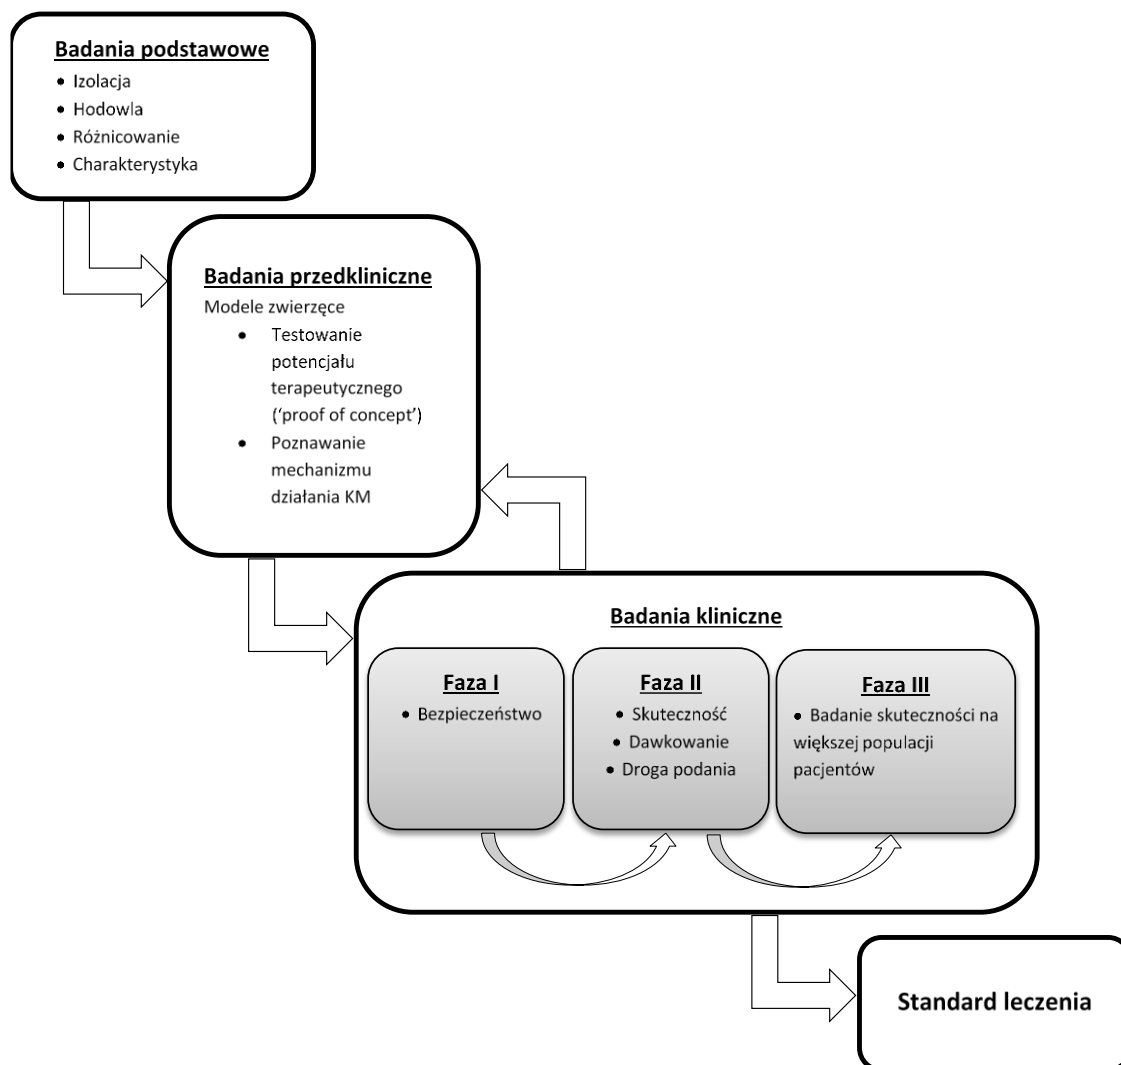 Badania podstawowe
• Izolacja
• Hodowla
• Różnicowanie
• Charakterystyka
Badania przedkliniczne
Modele zwierzęce
• Testowanie
potencjału
terapeutycznego
(‘proof of concept’)
• Poznawanie
mechanizmu
działania KM
Badania kliniczne
Faza I
• Bezpieczeństwo
Faza II
• Skuteczność
• Dawkowanie
• Droga podania
Faza III
• Badanie skuteczności na
większej populacji
pacjentów
Standard leczenia